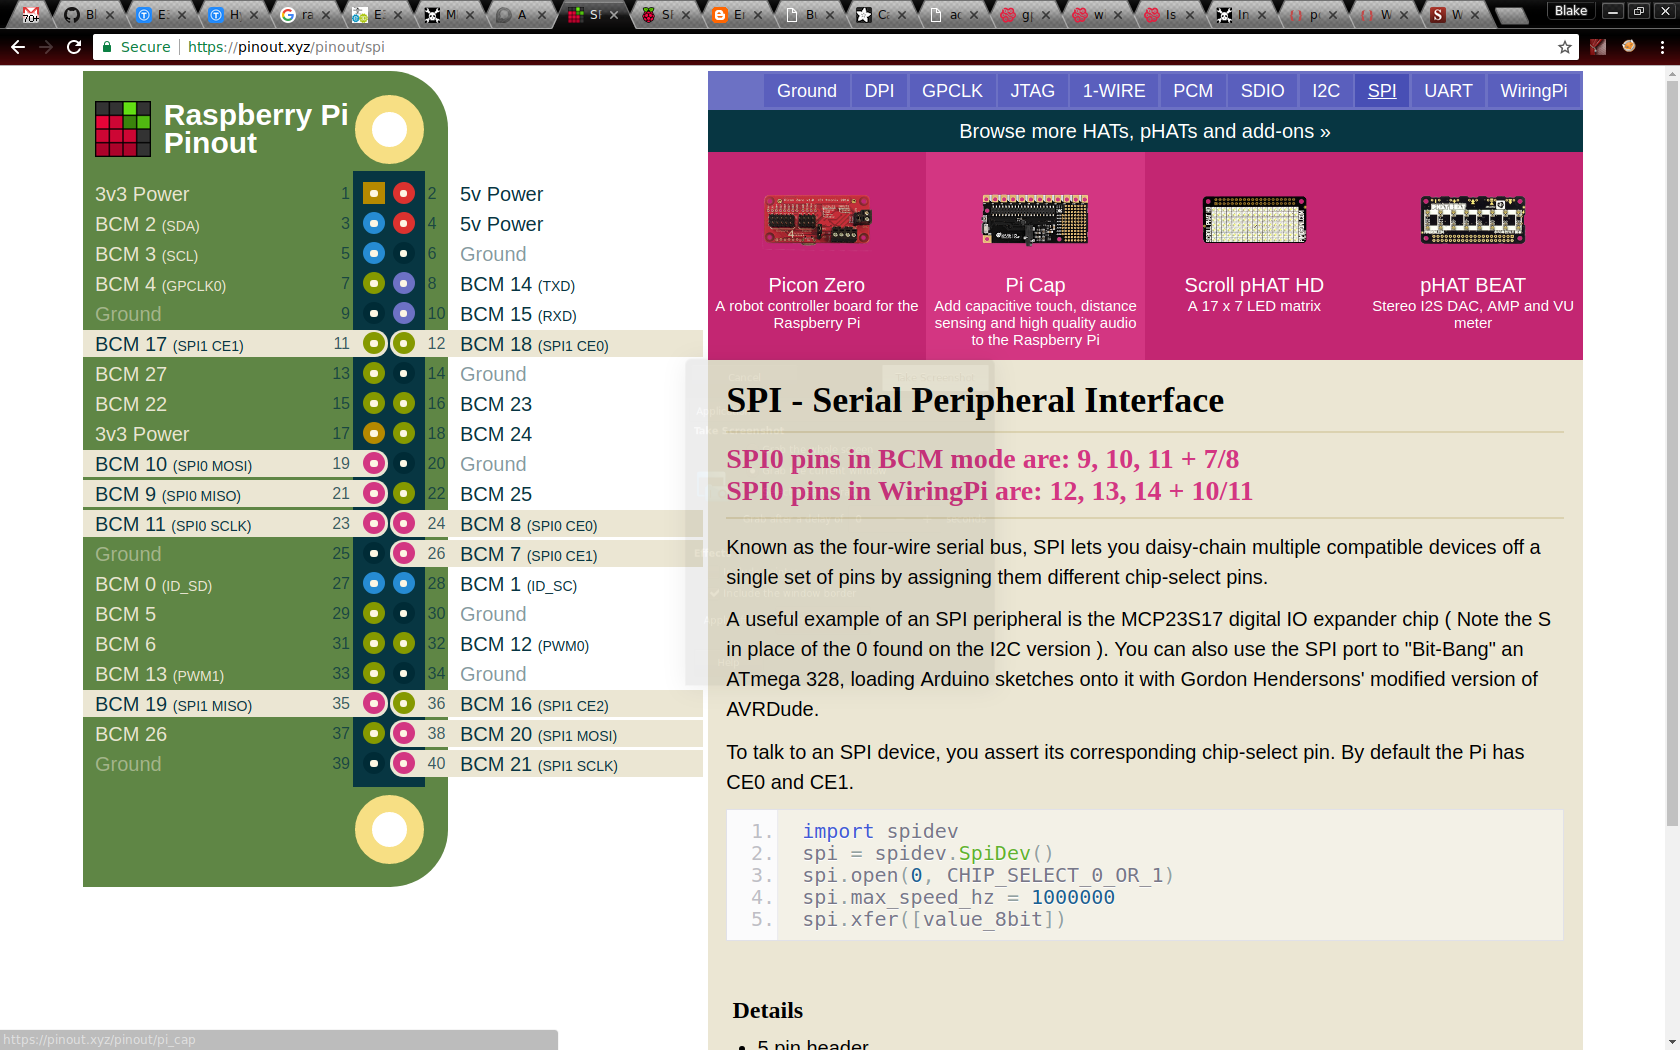 70+
Bl
E
H
ra
E
M
A
SI
SF
Er
Bu
Ca
ac
gp
w
Is
In
po
W
W
Blake
Secure
https://pinout.xyz/pinout/spi
Raspberry Pi
Pinout
3v3 Power 1 2 5v Power
BCM 2 (SDA) 3 4 5v Power
BCM 3 (SCL) 5 6 Ground
BCM 4 (GPCLK0) 7 8 BCM 14 (TXD)
Ground 9 10 BCM 15 (RXD)
BCM 17 (SPI1 CE1) 11 12 BCM 18 (SPI1 CE0)
BCM 27 13 14 Ground
BCM 22 15 16 BCM 23
3v3 Power 17 18 BCM 24
BCM 10 (SPI0 MOSI) 19 20 Ground
BCM 9 (SPI0 MISO) 21 22 BCM 25
BCM 11 (SPI0 SCLK) 23 24 BCM 8 (SPI0 CE0)
Ground 25 26 BCM 7 (SPI0 CE1)
BCM 0 (ID_SD) 27 28 BCM 1 (ID_SC)
BCM 5 29 30 Ground
BCM 6 31 32 BCM 12 (PWM0)
BCM 13 (PWM1) 33 34 Ground
BCM 19 (SPI1 MISO) 35 36 BCM 16 (SPI1 CE2)
BCM 26 37 38 BCM 20 (SPI1 MOSI)
Ground 39 40 BCM 21 (SPI1 SCLK)
Ground DPI GPCLK JTAG 1-WIRE PCM SDIO I2C SPI UART WiringPi
Browse more HATs, pHATs and add-ons »
Picon Zero
A robot controller board for the
Raspberry Pi
Pi Cap
Add capacitive touch, distance
sensing and high quality audio
to the Raspberry Pi
Scroll pHAT HD
A 17 x 7 LED matrix
pHAT BEAT
Stereo I2S DAC, AMP and VU
meter
SPI - Serial Peripheral Interface
Take Screenshot
SPI0 pins in BCM mode are: 9, 10, 11 + 7/8
SPI0 pins in WiringPi are: 12, 13, 14 + 10/11
Known as the four-wire serial bus, SPI lets you daisy-chain multiple compatible devices off a
single set of pins by assigning them different chip-select pins.
Include the window border
A useful example of an SPI peripheral is the MCP23S17 digital IO expander chip ( Note the S
in place of the 0 found on the I2C version ). You can also use the SPI port to "Bit-Bang" an
ATmega 328, loading Arduino sketches onto it with Gordon Hendersons' modified version of
AVRDude.
To talk to an SPI device, you assert its corresponding chip-select pin. By default the Pi has
CE0 and CE1.
1. import spidev
2. spi = spidev.SpiDev()
3. spi.open(0, CHIP_SELECT_0_OR_1)
4. spi.max_speed_hz = 1000000
5. spi.xfer([value_8bit])
Details
• 5 pin header
https://pinout.xyz/pinout/pi_cap